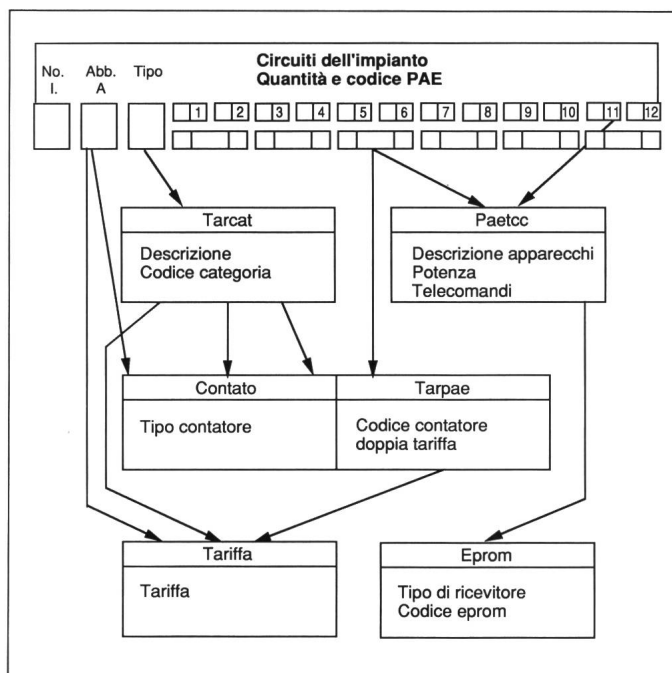 Circuiti dell'impianto
Quantità e codice PAE
No. I.
Abb. A
Tipo
1 2 3 4 5 6 7 8 9 10 11 12
Tarcat
Descrizione
Codice categoria
Paetcc
Descrizione apparecchi
Potenza
Telecomandi
Contato
Tipo contatore
Tarpae
Codice contatore
doppia tariffa
Tariffa
Tariffa
Eprom
Tipo di ricevitore
Codice eprom